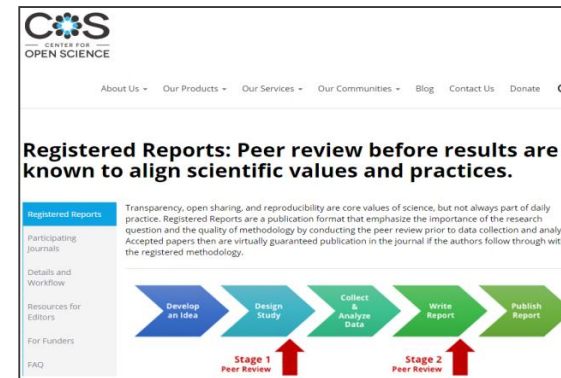 COS
CENTER FOR
OPEN SCIENCE
About Us Our Products Our Services Our Communities Blog Contact Us Donate
Registered Reports: Peer review before results are
known to align scientific values and practices.
Registered Reports
Participating
Journals
Details and
Workflow
Resources for
Editors
For Funders
FAQ
Transparency, open sharing, and reproducibility are core values of science, but not always part of daily
practice. Registered Reports are a publication format that emphasize the importance of the research
question and the quality of methodology by conducting the peer review prior to data collection and analy
Accepted papers then are virtually guaranteed publication in the journal if the authors follow through wit
the registered methodology.
Develop
an Idea
Design
Study
Collect
&
Analyze
Data
Write
Report
Publish
Report
Stage 1
Peer Review
Stage 2
Peer Review